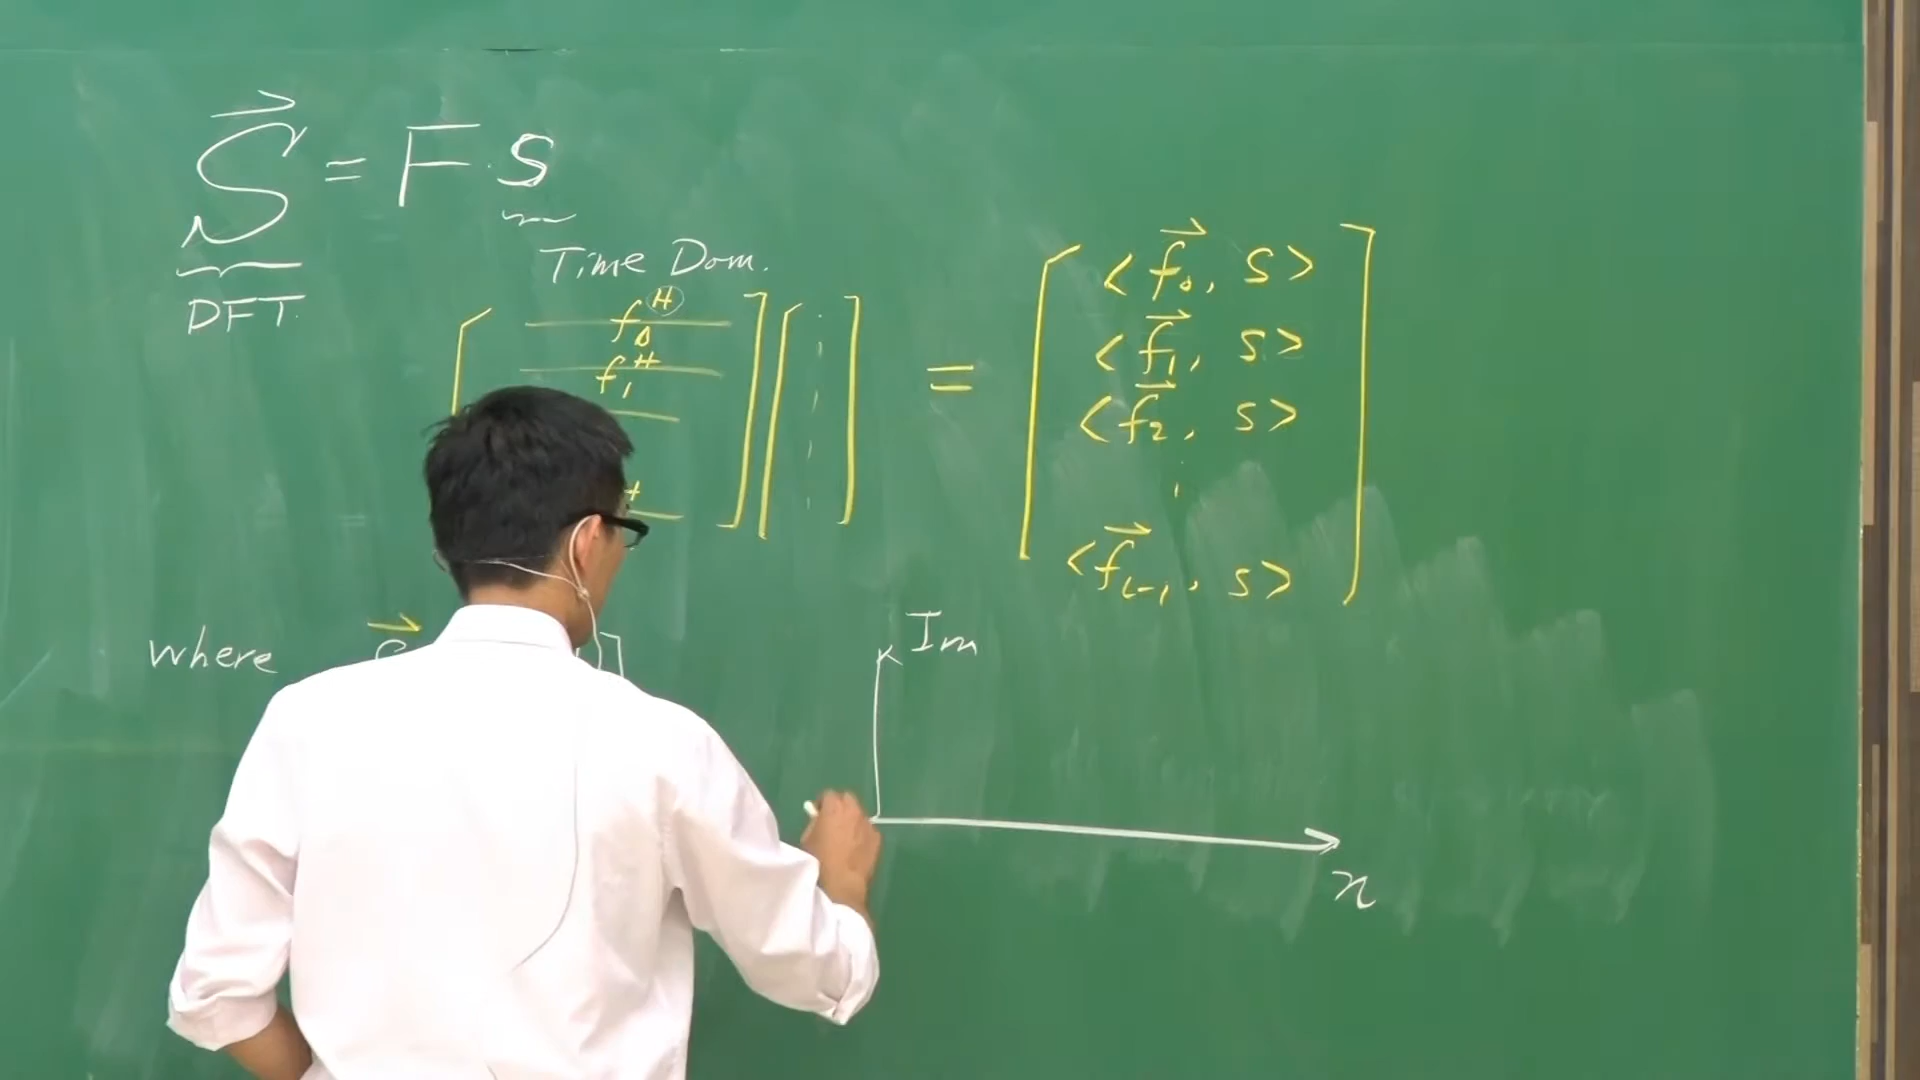 S⃗ = F · s
DFT
Time Dom.
f₀ᴴ
f₁ᴴ
=
<f⃗₀, s>
<f⃗₁, s>
<f⃗₂, s>
⋮
<f⃗L-1, s>
where
Im
n